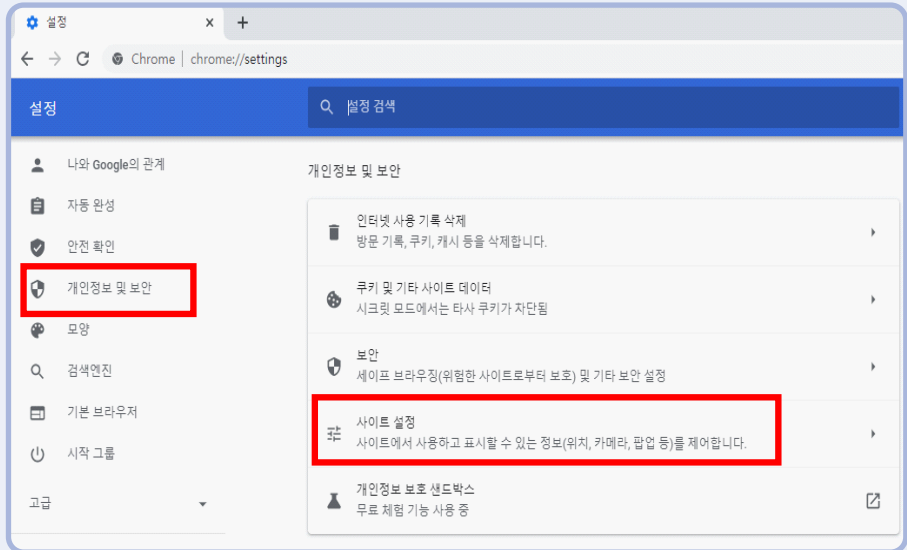 설정
Chrome | chrome://settings
설정
설정 검색
나와 Google의 관계
자동 완성
안전 확인
개인정보 및 보안
모양
검색엔진
기본 브라우저
시작 그룹
고급
개인정보 및 보안
인터넷 사용 기록 삭제
방문 기록, 쿠키, 캐시 등을 삭제합니다.
쿠키 및 기타 사이트 데이터
시크릿 모드에서는 타사 쿠키가 차단됨
보안
세이프 브라우징(위험한 사이트로부터 보호) 및 기타 보안 설정
사이트 설정
사이트에서 사용하고 표시할 수 있는 정보(위치, 카메라, 팝업 등)를 제어합니다.
개인정보 보호 샌드박스
무료 체험 기능 사용 중